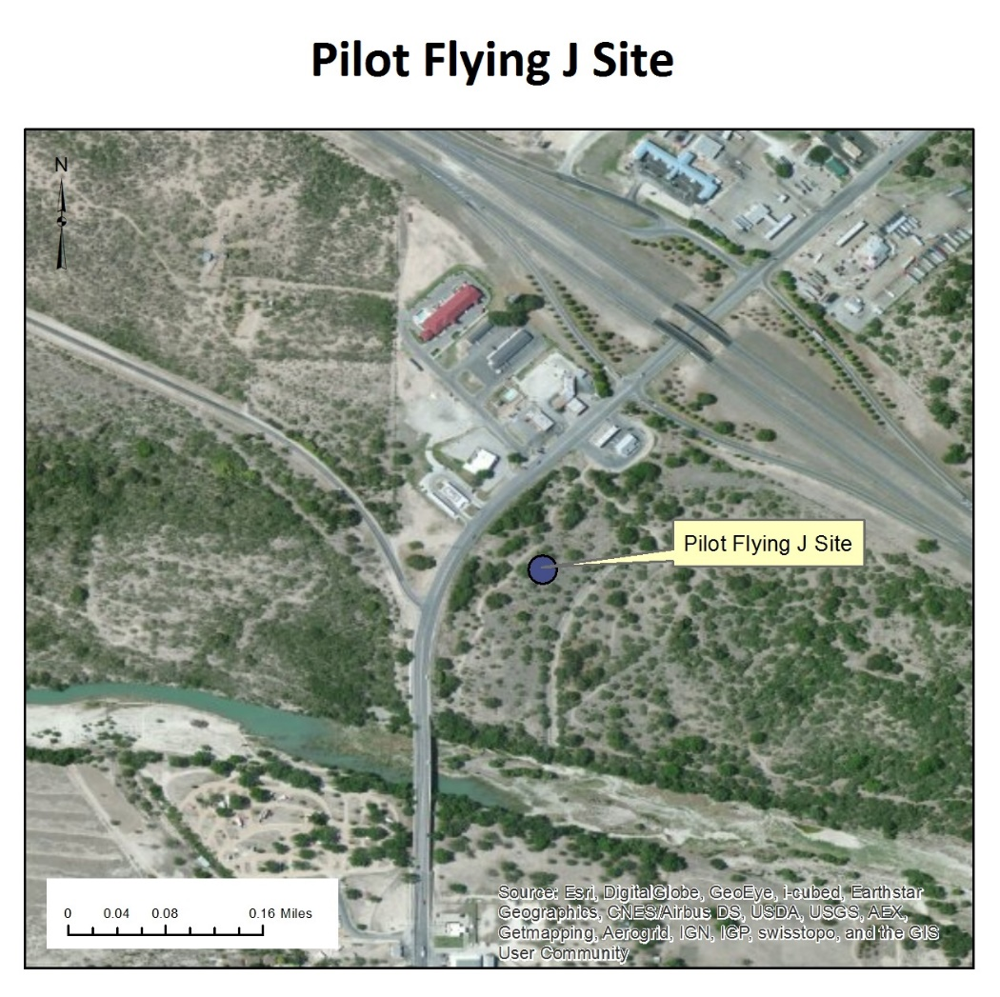 Pilot Flying J Site
N
Pilot Flying J Site
0 0.04 0.08 0.16 Miles
Source: Esri, DigitalGlobe, GeoEye, i-cubed, Earthstar
Geographics, CNES/Airbus DS, USDA, USGS, AEX,
Getmapping, Aerogrid, IGN, IGP, swisstopo, and the GIS
User Community